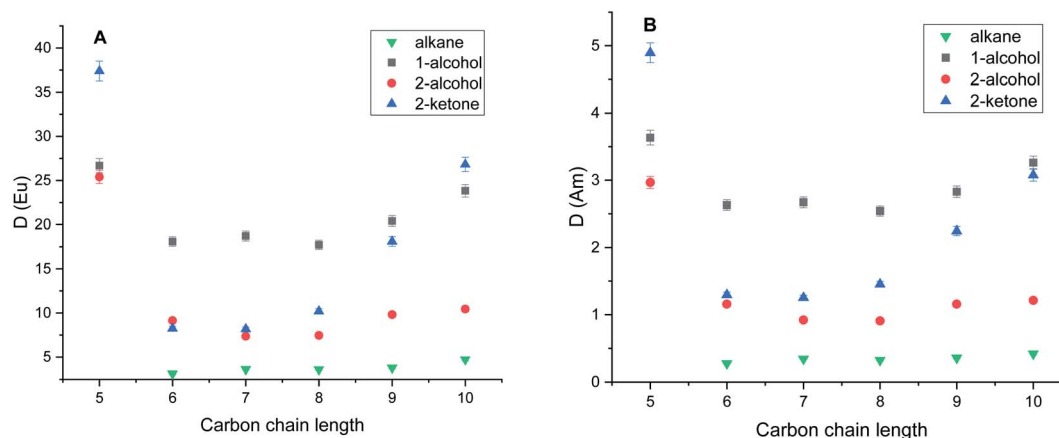 A
alkane
1-alcohol
2-alcohol
2-ketone
D (Eu)
40
35
30
25
20
15
10
5
5 6 7 8 9 10
Carbon chain length
B
alkane
1-alcohol
2-alcohol
2-ketone
D (Am)
5
4
3
2
1
0
5 6 7 8 9 10
Carbon chain length